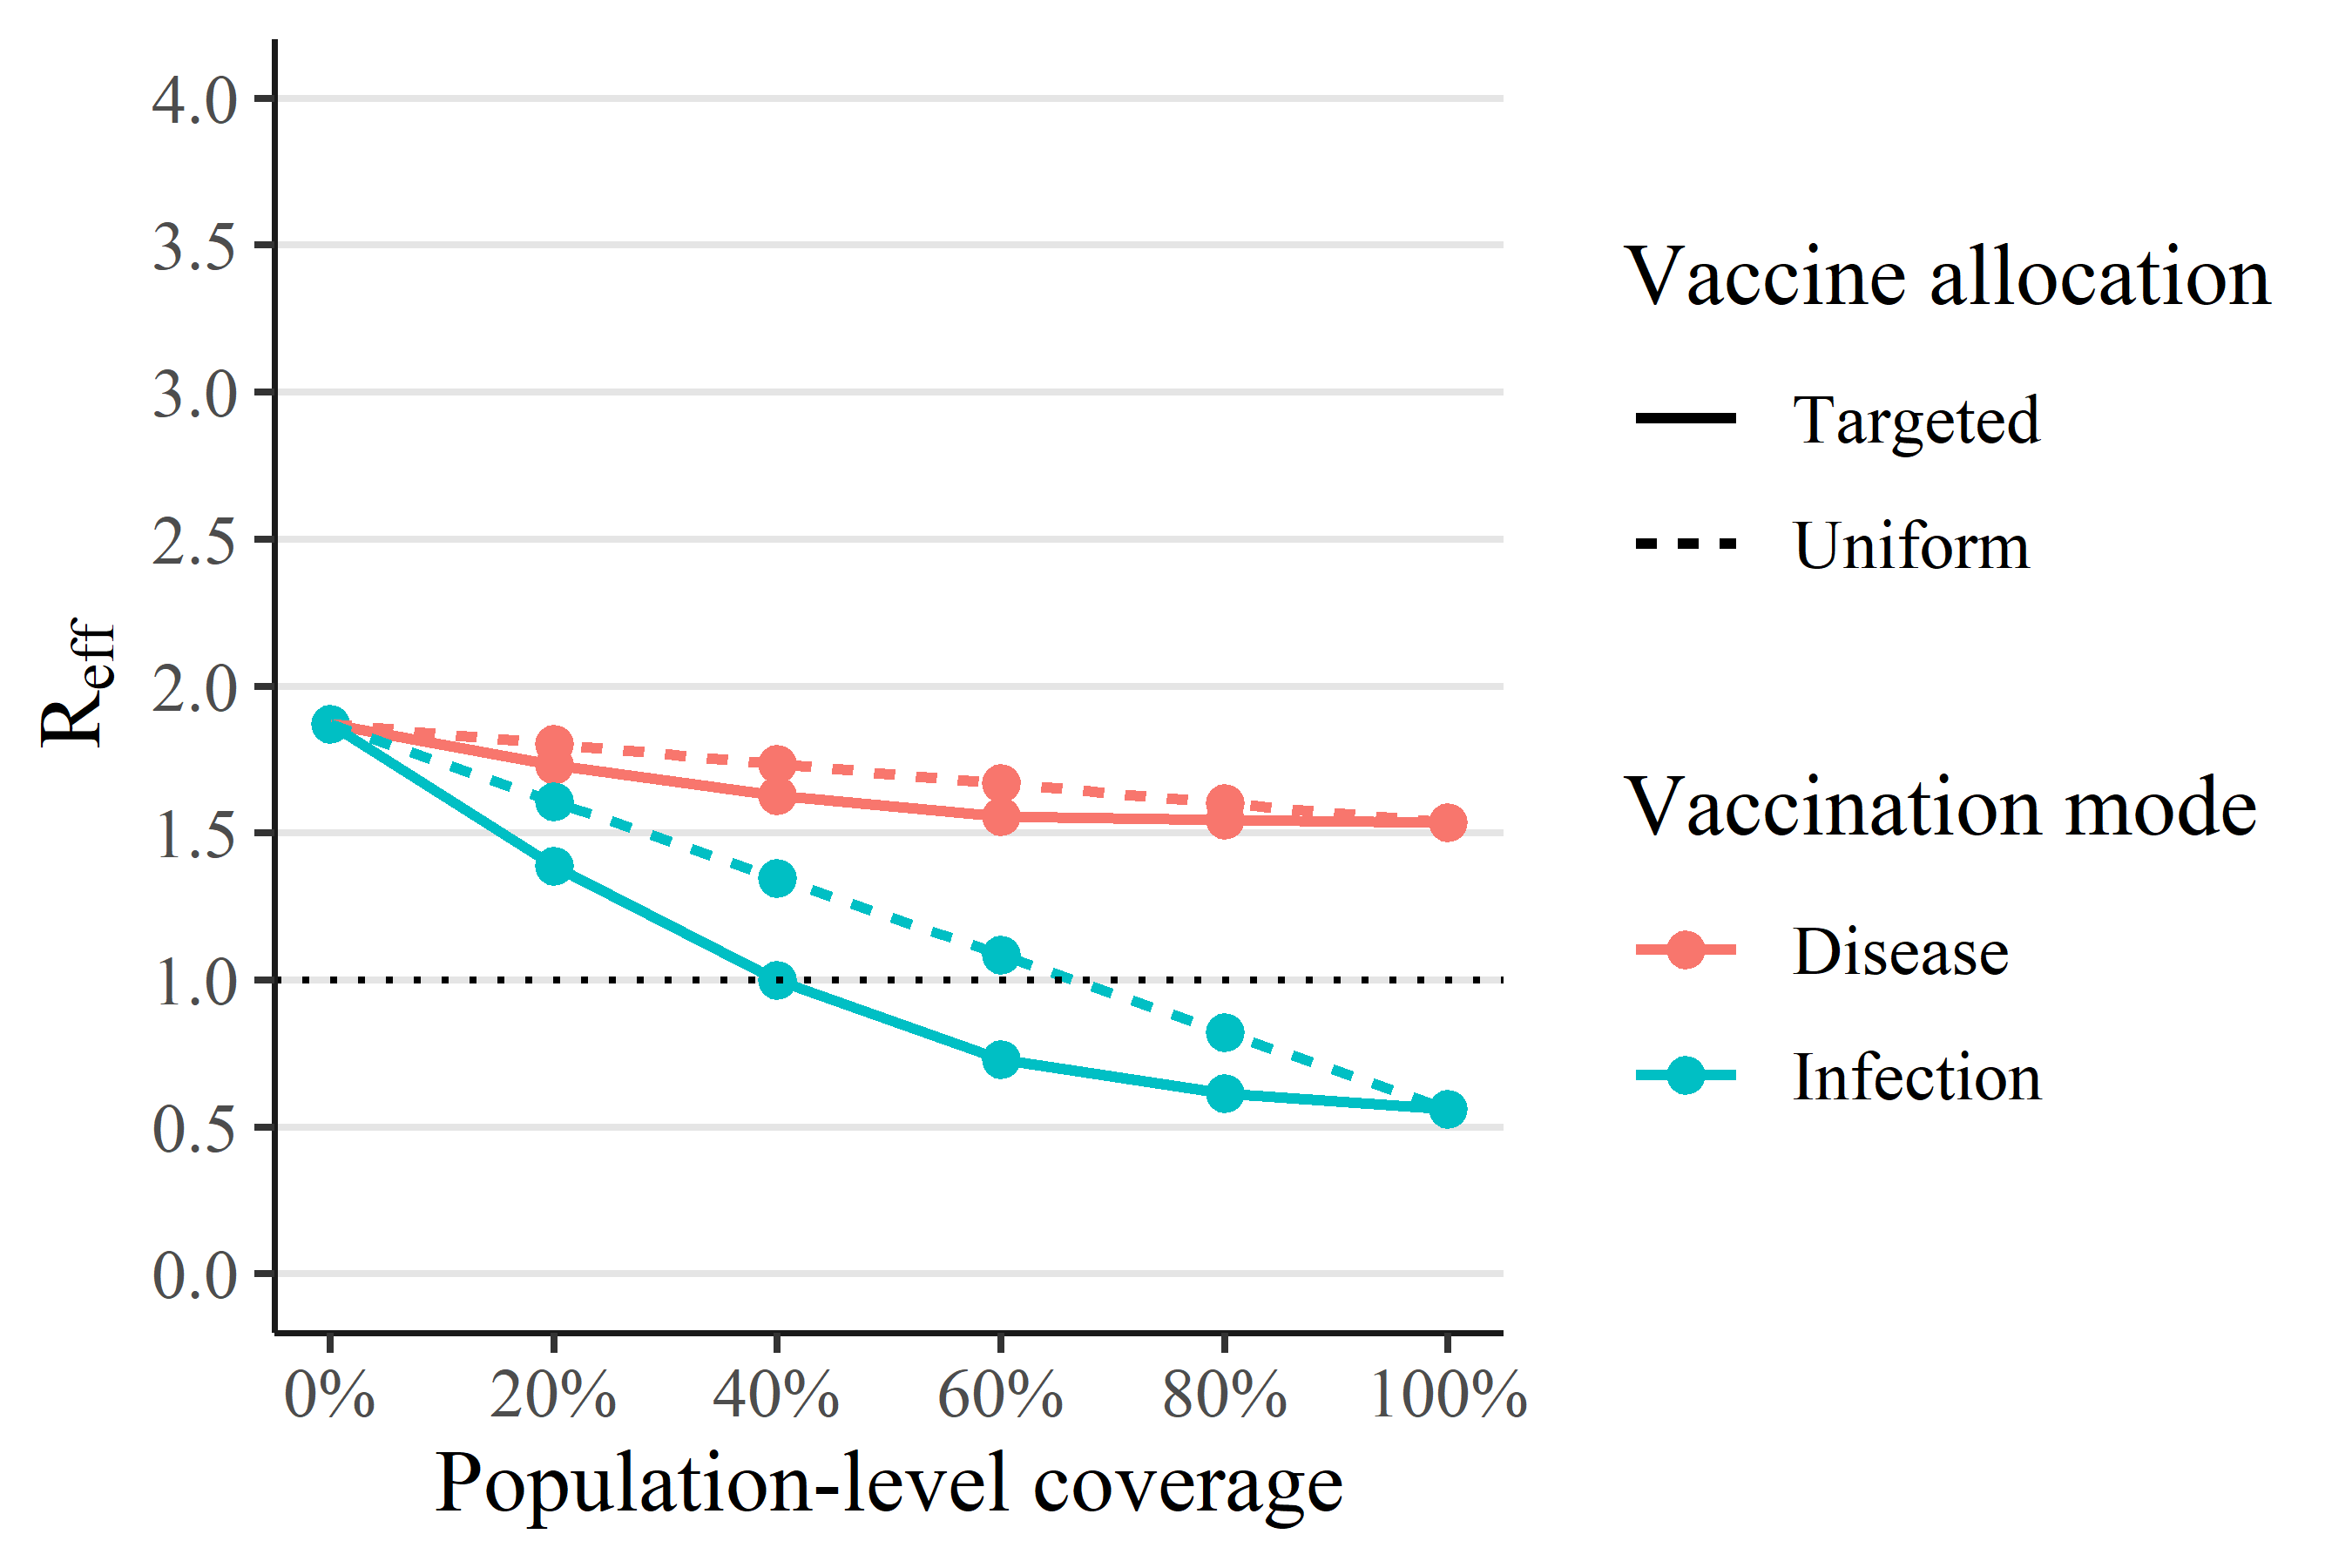 4.0
3.5
3.0
2.5
2.0
1.5
1.0
0.5
0.0
Reff
0% 20% 40% 60% 80% 100%
Population-level coverage
Vaccine allocation
Targeted
Uniform
Vaccination mode
Disease
Infection